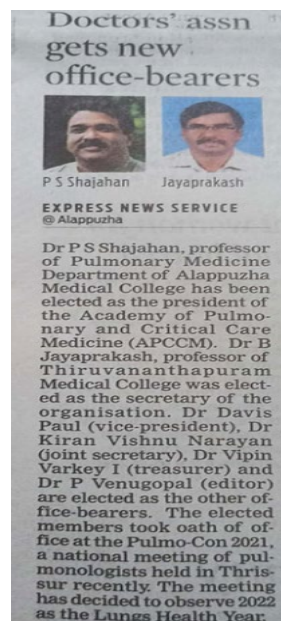 Doctors' assn
gets new
office-bearers
P S Shajahan
Jayaprakash
EXPRESS NEWS SERVICE
@ Alappuzha
Dr P S Shajahan, professor
of Pulmonary Medicine
Department of Alappuzha
Medical College has been
elected as the president of
the Academy of Pulmo-
nary and Critical Care
Medicine (APCCM). Dr B
Jayaprakash, professor of
Thiruvananthapuram
Medical College was elect-
ed as the secretary of the
organisation. Dr Davis
Paul (vice-president), Dr
Kiran Vishnu Narayan
(joint secretary), Dr Vipin
Varkey I (treasurer) and
Dr P Venugopal (editor)
are elected as the other of-
fice-bearers. The elected
members took oath of of-
fice at the Pulmo-Con 2021,
a national meeting of pul-
monologists held in Thris-
sur recently. The meeting
has decided to observe 2022
as the Lungs Health Year.